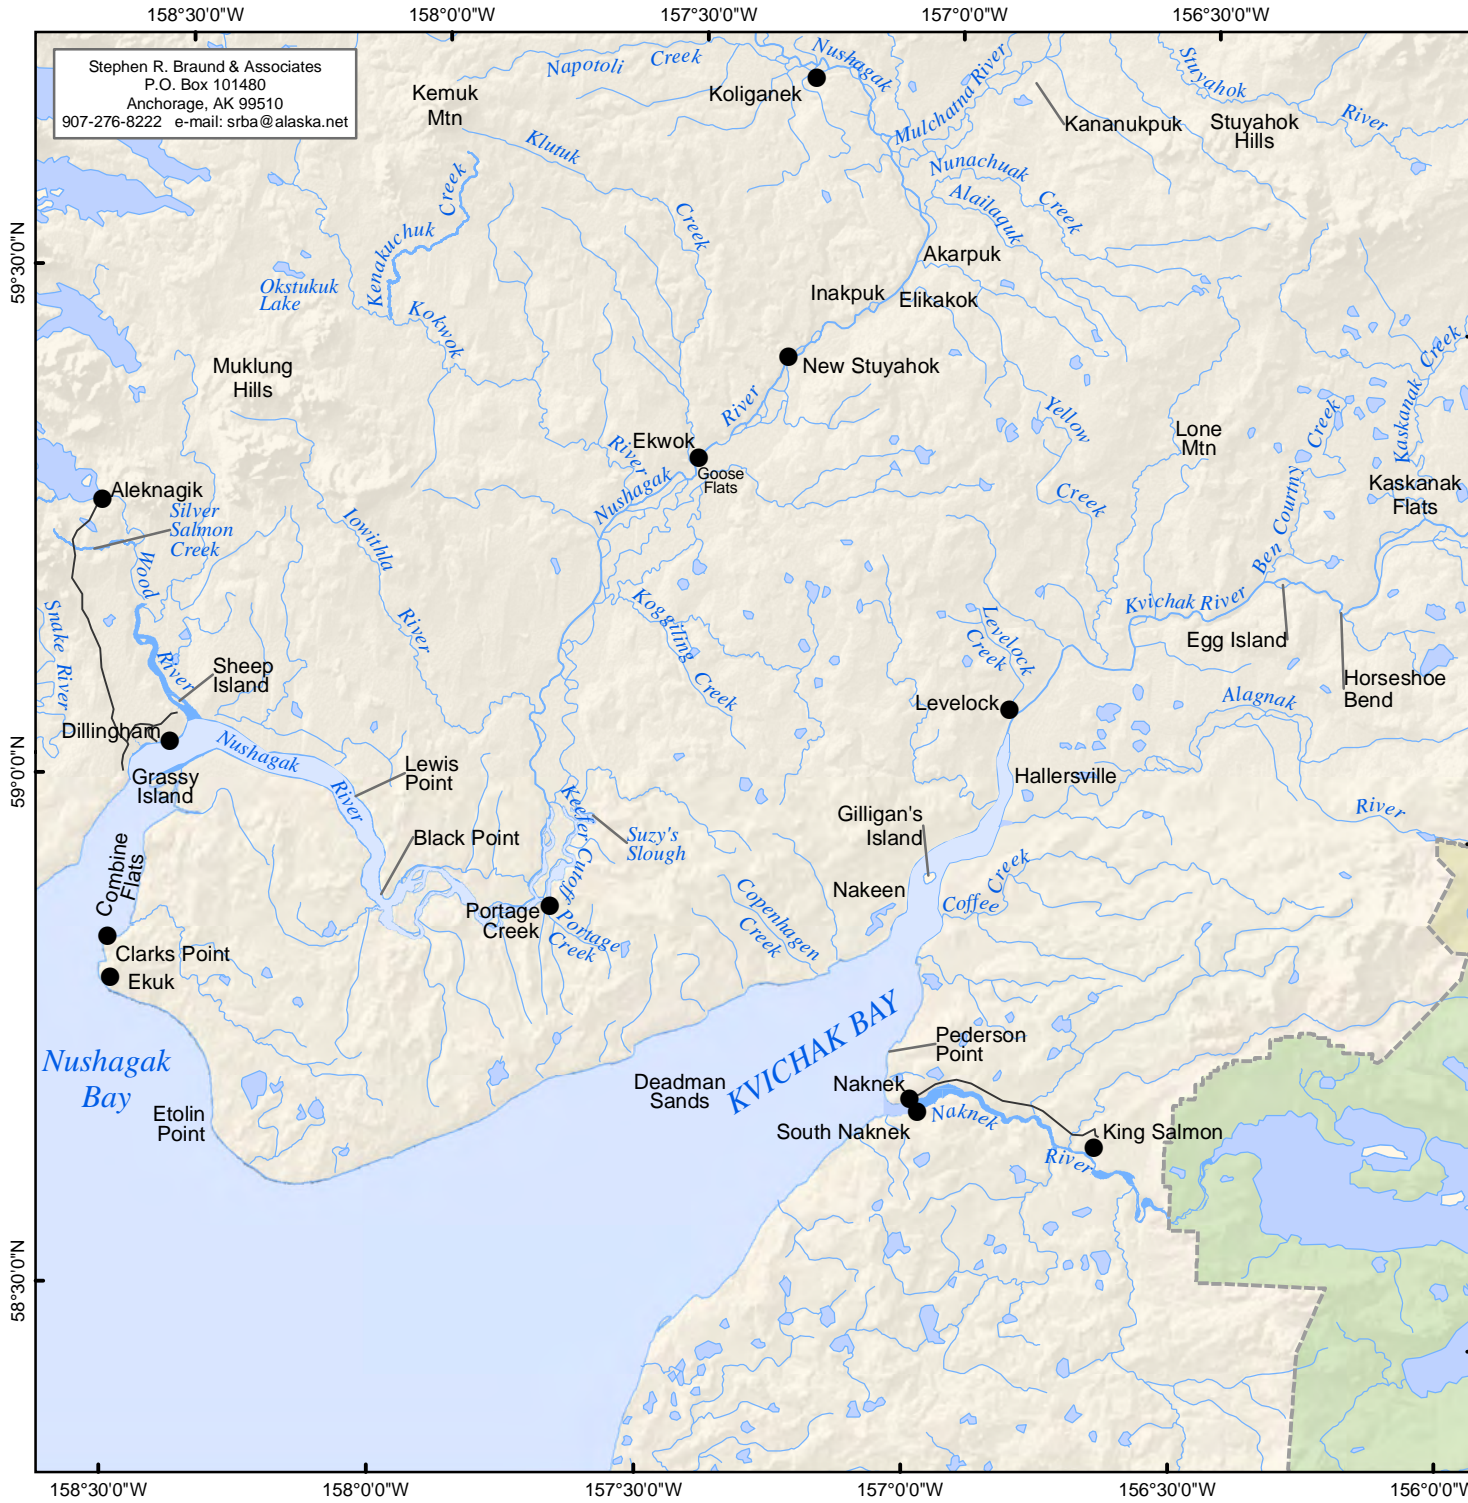 158°30'0"W
158°0'0"W
157°30'0"W
157°0'0"W
156°30'0"W
Stephen R. Braund & Associates
P.O. Box 101480
Anchorage, AK 99510
907-276-8222 e-mail: srba@alaska.net
Napotoli Creek
Nushagak
Mulchatna River
Stuyahok
River
Kemuk
Mtn
Koliganek
Kananukpuk
Stuyahok
Hills
Klutuk
Creek
Nunachuak
Creek
Alailaquk
Kenakuchuk Creek
Akarpuk
59°30'0"N
Okstukuk
Lake
Inakpuk
Elikakok
Kokwok
River
New Stuyahok
Muklung
Hills
Kaskanak Creek
Kaskanak
River
Yellow
Creek
Lone
Mtn
Ben Courtny Creek
Ekwok
Goose
Flats
Nushagak
Kaskanak
Flats
Aleknagik
Silver
Salmon
Creek
Iowithla
River
Wood
River
Snake River
Koggiling
Creek
Levelock
Creek
Kvichak River
Egg Island
Horseshoe
Bend
Sheep
Island
Levelock
Alagnak
River
Dillingham
Nushagak
River
59°0'0"N
Grassy
Island
Lewis
Point
Hallersville
Gilligan's
Island
Keefer Cutoff
Suzy's
Slough
Black Point
Combine
Flats
Nakeen
Coffee Creek
Copenhagen
Creek
Portage
Creek
Portage
Creek
Clarks Point
Ekuk
KVICHAK BAY
Nushagak
Bay
Pederson
Point
Deadman
Sands
Naknek
Etolin
Point
South Naknek
Naknek
River
King Salmon
58°30'0"N
158°30'0"W
158°0'0"W
157°30'0"W
157°0'0"W
156°30'0"W
156°0'0"W